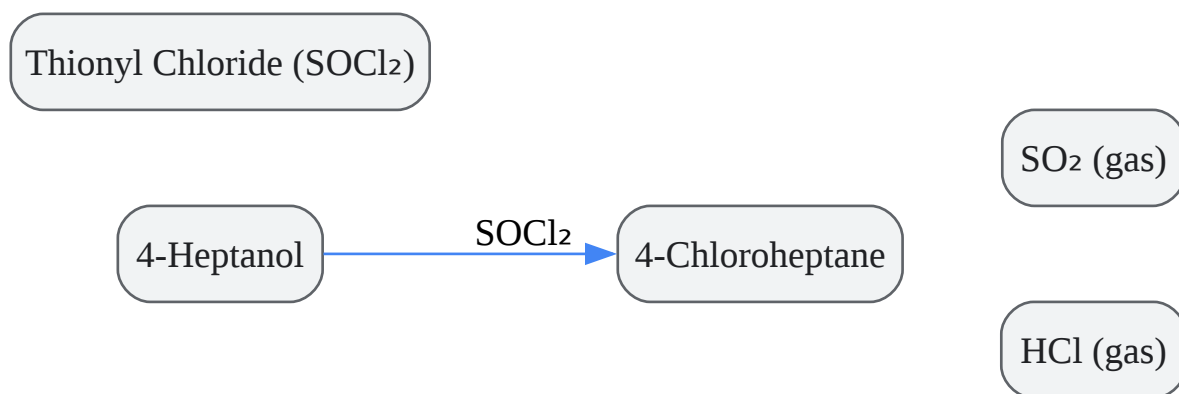 Thionyl Chloride (SOCl₂)
SO₂ (gas)
SOCl₂
4-Heptanol
4-Chloroheptane
HCl (gas)